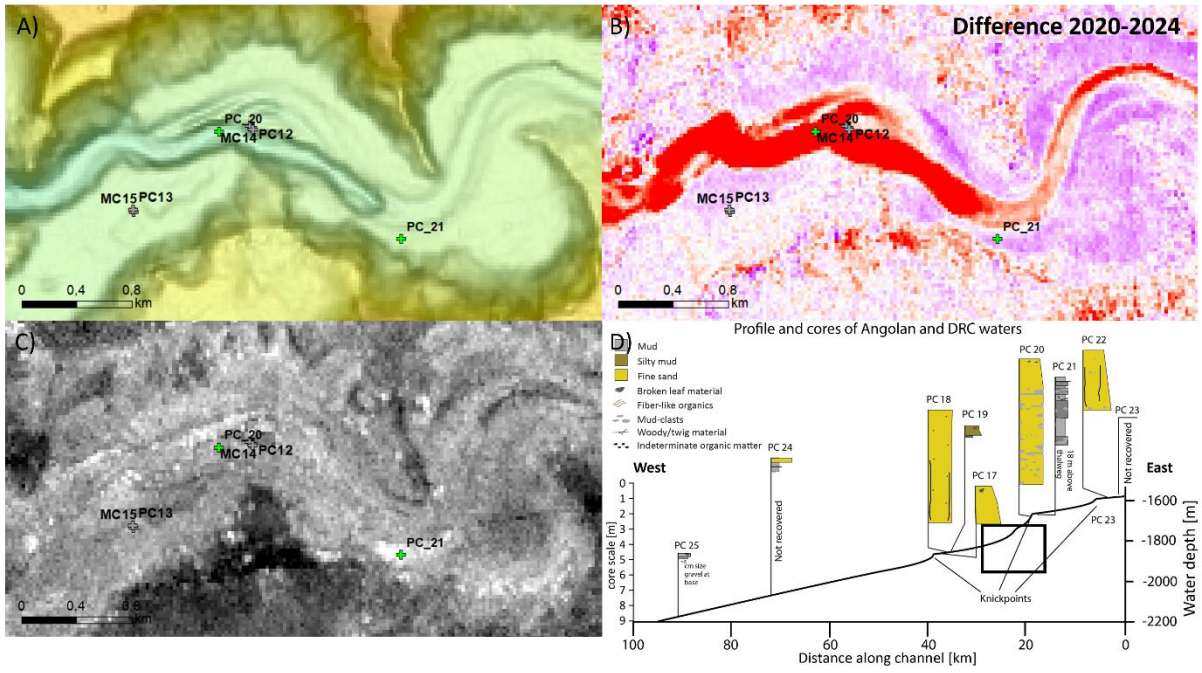 A)
PC_20
MC14
PC12
MC15
PC13
PC_21
0
0,4
0,8
km
B)
Difference 2020-2024
PC_20
MC14
PC12
MC15
PC13
PC_21
0
0,4
0,8
km
C)
PC_20
MC14
PC12
MC15
PC13
PC_21
0
0,4
0,8
km
D)
Profile and cores of Angolan and DRC waters
Mud
Silty mud
Fine sand
Broken leaf material
Fiber-like organics
Mud-clasts
Woody/twig material
Indeterminate organic matter
West
East
PC 25
cm size
gravel at
base
PC 24
Not recovered
PC 18
PC 19
PC 17
PC 20
PC 21
18 m above
thalweg
PC 22
PC 23
Not recovered
PC 23
Knickpoints
core scale [m]
0
1
2
3
4
5
6
7
8
9
-1600
-1800
-2000
-2200
Water depth [m]
100
80
60
40
20
0
Distance along channel [km]